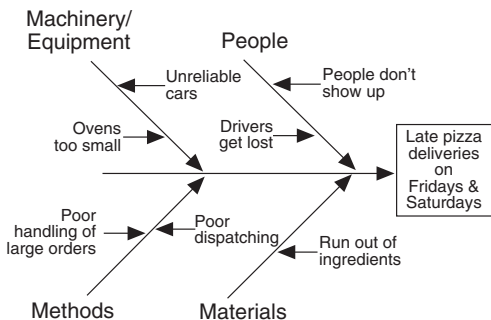 Machinery/
Equipment
People
Unreliable
cars
People don't
show up
Ovens
too small
Drivers
get lost
Late pizza
deliveries
on
Fridays &
Saturdays
Poor
handling of
large orders
Poor
dispatching
Run out of
ingredients
Methods
Materials